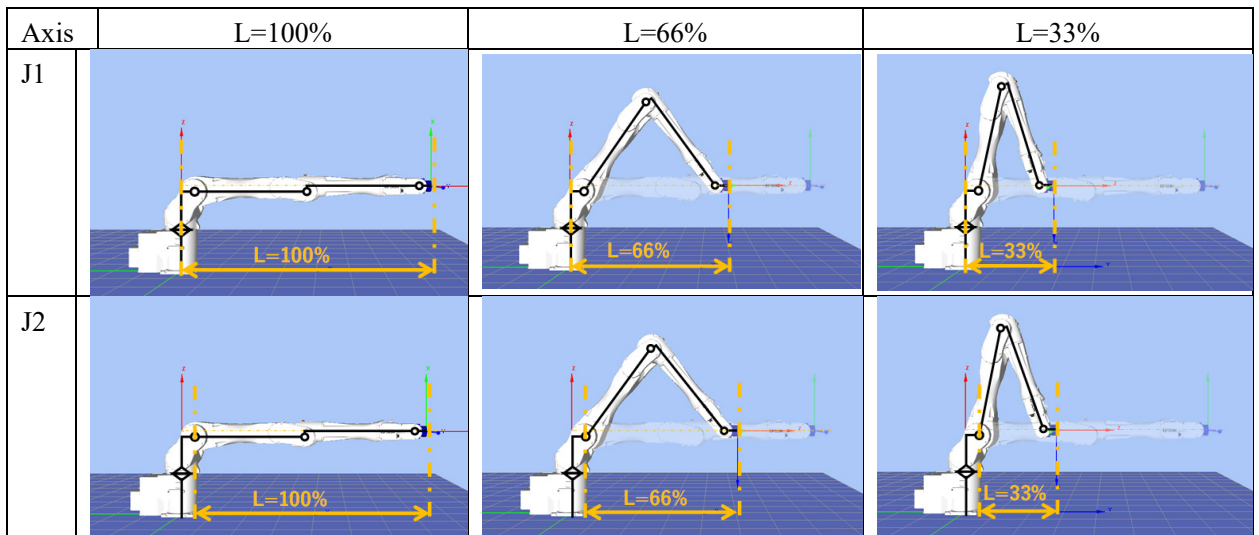 Axis L=100% L=66% L=33%
J1
z x
z z
z z
L=100%
L=66%
L=33%
Y
J2
z x
z z
z z
L=100%
L=66%
L=33%
Y